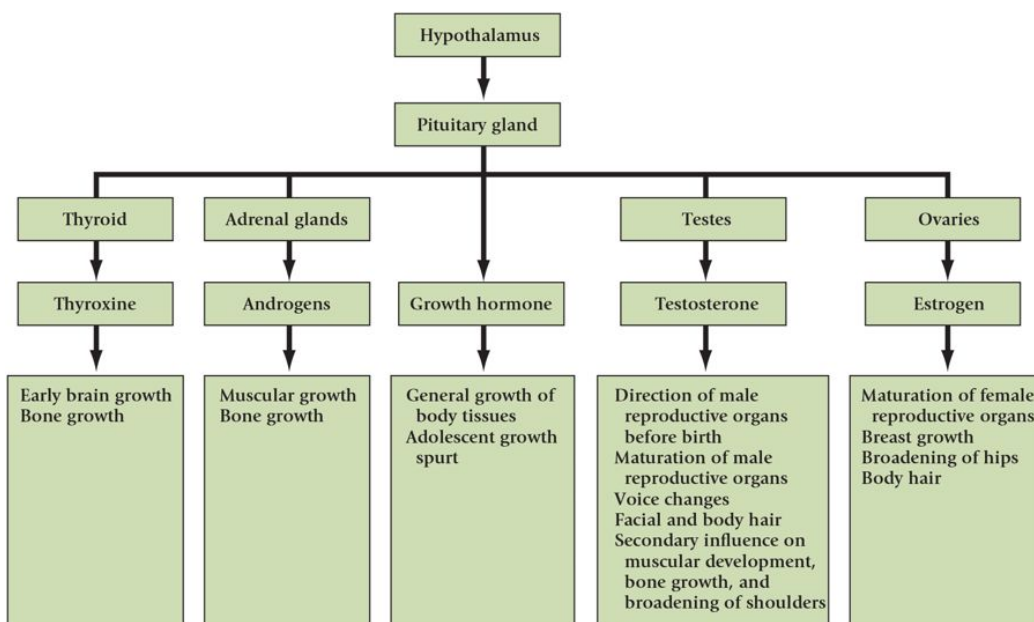 Hypothalamus
Pituitary gland
Thyroid
Adrenal glands
Testes
Ovaries
Thyroxine
Androgens
Growth hormone
Testosterone
Estrogen
Early brain growth
Bone growth
Muscular growth
Bone growth
General growth of
body tissues
Adolescent growth
spurt
Direction of male
reproductive organs
before birth
Maturation of male
reproductive organs
Voice changes
Facial and body hair
Secondary influence on
muscular development,
bone growth, and
broadening of shoulders
Maturation of female
reproductive organs
Breast growth
Broadening of hips
Body hair